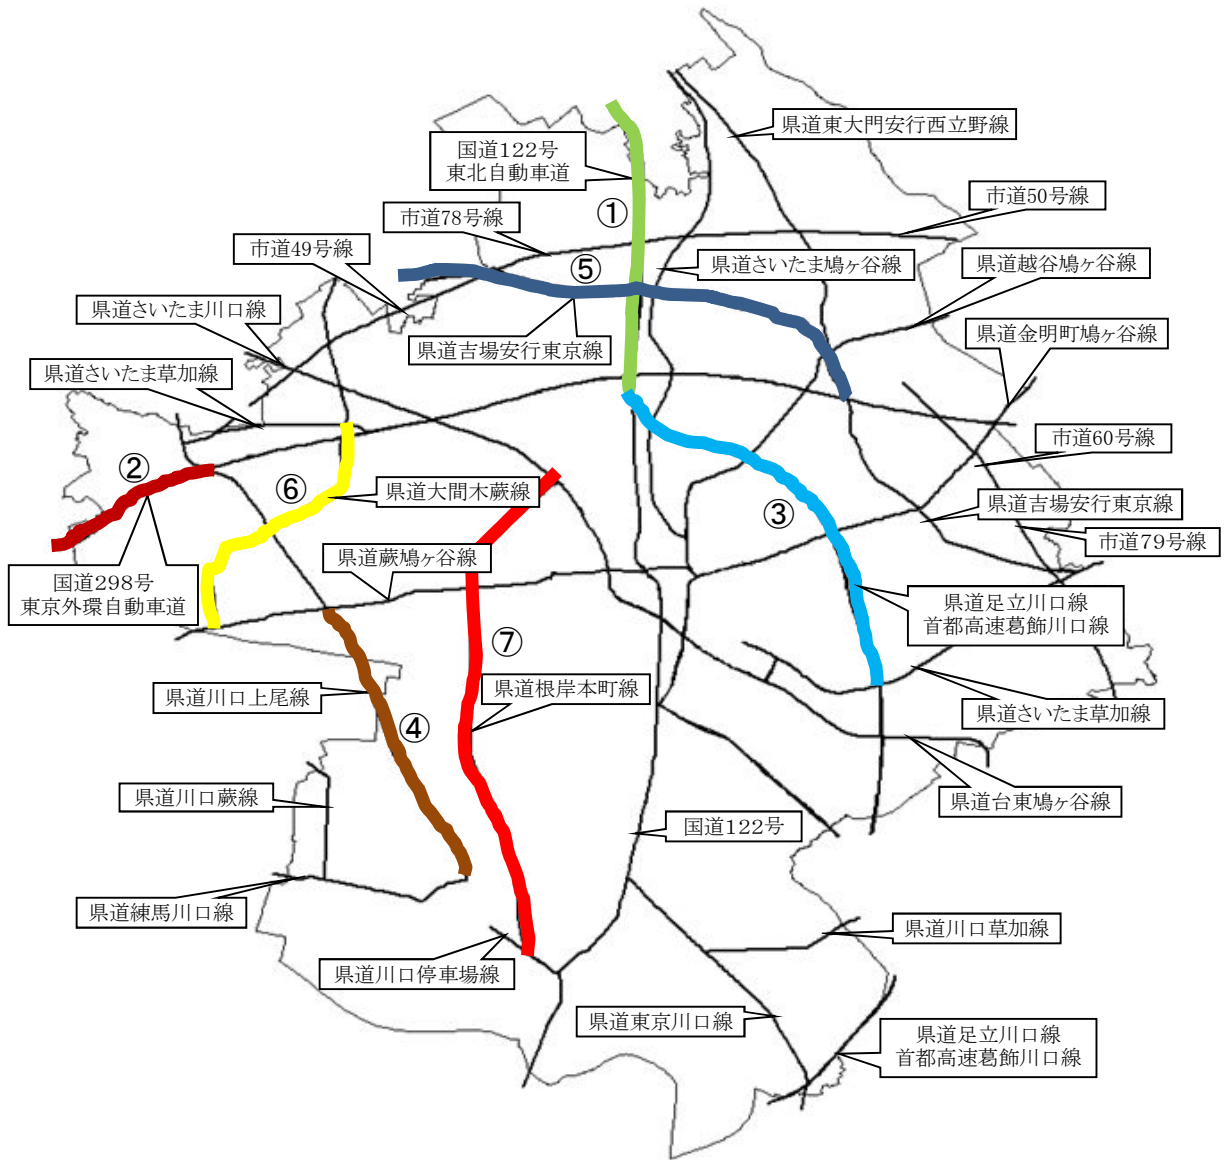 県道東大門安行西立野線
国道122号
東北自動車道
①
市道50号線
市道78号線
市道49号線
県道さいたま鳩ヶ谷線
県道越谷鳩ヶ谷線
⑤
県道さいたま川口線
県道吉場安行東京線
県道金明町鳩ヶ谷線
県道さいたま草加線
市道60号線
②
⑥
県道大間木蕨線
③
県道吉場安行東京線
市道79号線
県道蕨鳩ヶ谷線
国道298号
東京外環自動車道
県道足立川口線
首都高速葛飾川口線
⑦
県道川口上尾線
県道根岸本町線
県道さいたま草加線
④
県道川口蕨線
県道台東鳩ヶ谷線
国道122号
県道練馬川口線
県道川口草加線
県道川口停車場線
県道東京川口線
県道足立川口線
首都高速葛飾川口線